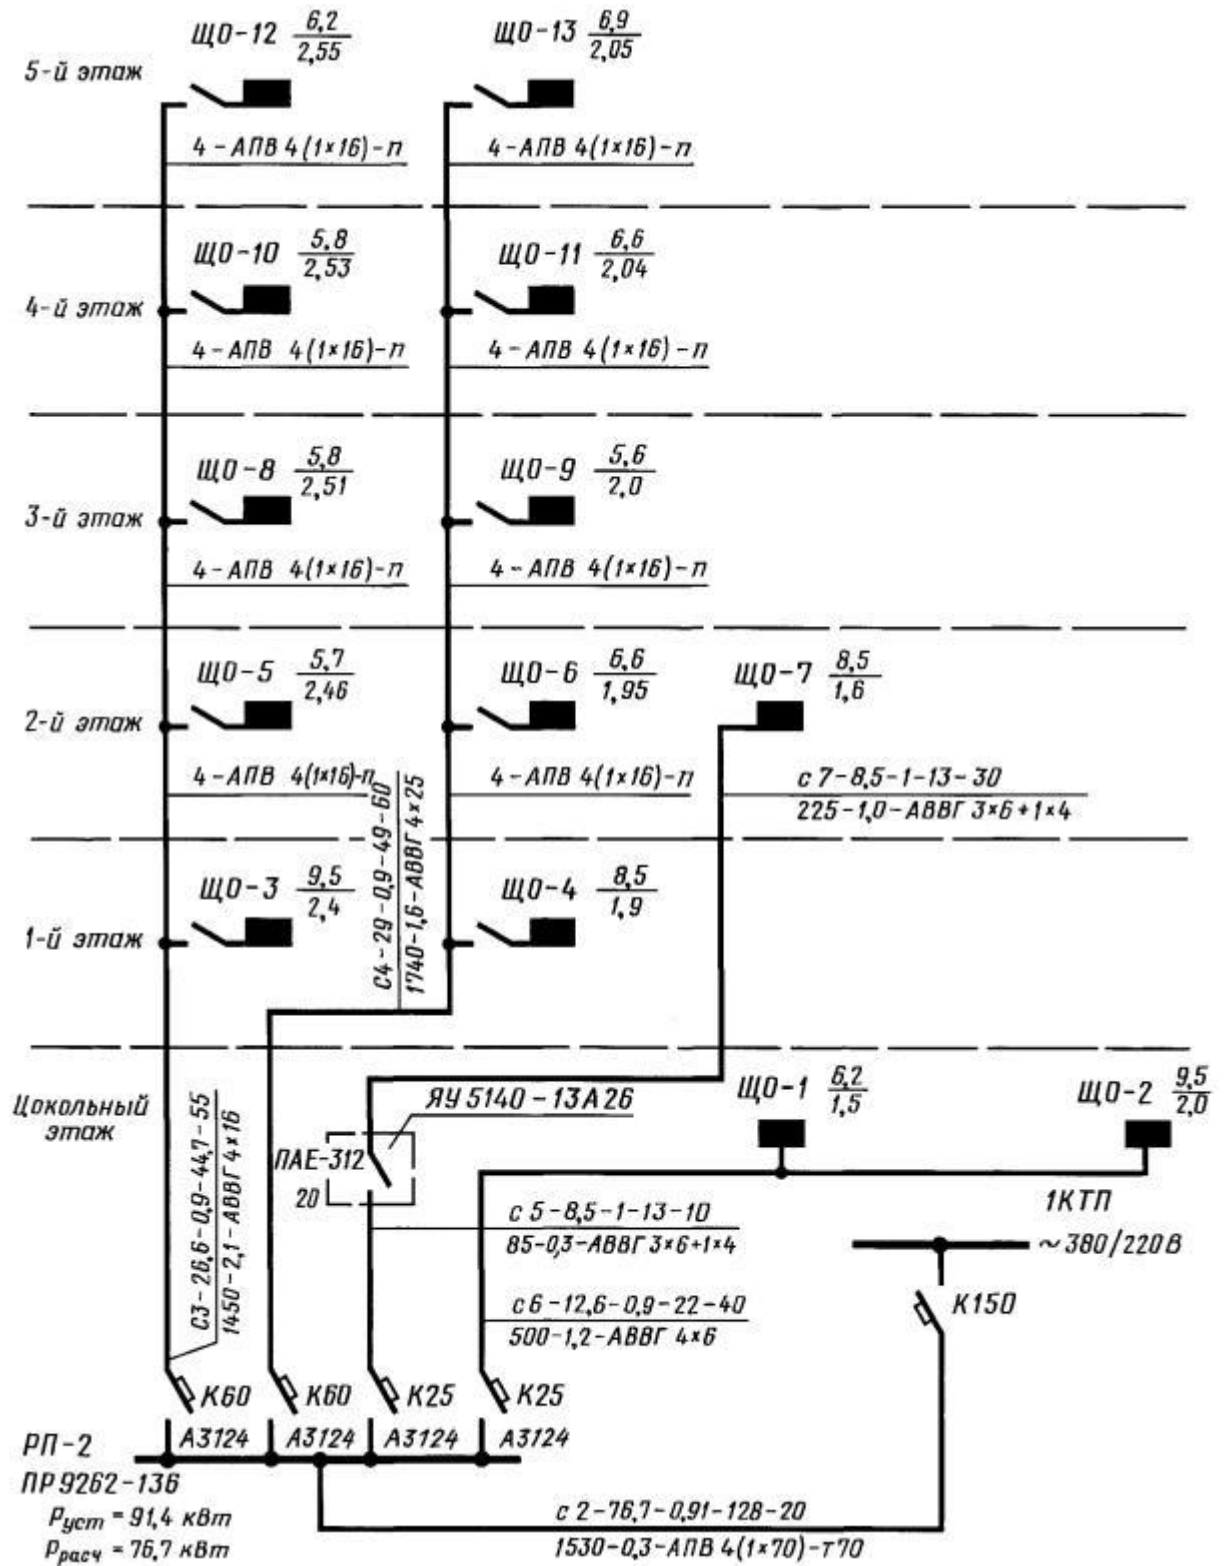 ЩО-12 6,2
2,55
ЩО-13 6,9
2,05
5-й этаж
4-АПВ 4(1×16)-п
4-АПВ 4(1×16)-п
ЩО-10 5,8
2,53
ЩО-11 6,6
2,04
4-й этаж
4-АПВ 4(1×16)-п
4-АПВ 4(1×16)-п
ЩО-8 5,8
2,51
ЩО-9 5,6
2,0
3-й этаж
4-АПВ 4(1×16)-п
4-АПВ 4(1×16)-п
ЩО-5 5,7
2,46
ЩО-6 6,6
1,95
ЩО-7 8,5
1,6
2-й этаж
4-АПВ 4(1×16)-п
4-АПВ 4(1×16)-п
с 7-8,5-1-13-30
225-1,0-АВВГ 3×6+1×4
С4-29-0,9-49-60
1740-1,6-АВВГ 4×25
ЩО-3 9,5
2,4
ЩО-4 8,5
1,9
1-й этаж
Цокольный
этаж
ЯУ 5140-13А26
ЩО-1 6,2
1,5
ЩО-2 9,5
2,0
ПАЕ-312
20
С3-26,6-0,9-44,7-55
1450-2,1-АВВГ 4×16
с 5-8,5-1-13-10
85-0,3-АВВГ 3×6+1×4
1КТП
~380/220В
с 6-12,6-0,9-22-40
500-1,2-АВВГ 4×6
К150
К60
К60
К25
К25
А3124
А3124
А3124
А3124
РП-2
ПР9262-136
Pуст = 91,4 кВт
Pрасч = 76,7 кВт
с 2-76,7-0,91-128-20
1530-0,3-АПВ 4(1×70)-т70